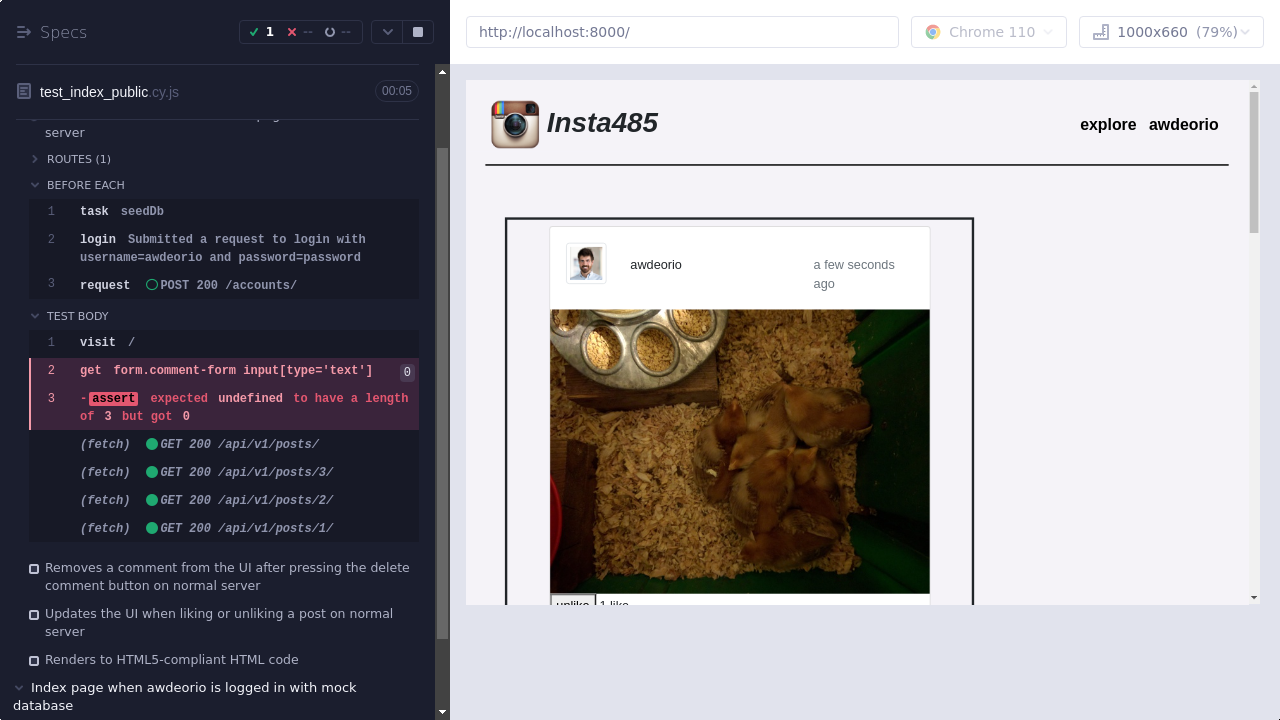 Specs
1
--
--
test_index_public.cy.js
00:05
server
ROUTES (1)
BEFORE EACH
1 task seedDb
2 login Submitted a request to login with
username=awdeorio and password=password
3 request POST 200 /accounts/
TEST BODY
1 visit /
2 get form.comment-form input[type='text'] 0
3 -assert expected undefined to have a length
of 3 but got 0
(fetch) GET 200 /api/v1/posts/
(fetch) GET 200 /api/v1/posts/3/
(fetch) GET 200 /api/v1/posts/2/
(fetch) GET 200 /api/v1/posts/1/
Removes a comment from the UI after pressing the delete
comment button on normal server
Updates the UI when liking or unliking a post on normal
server
Renders to HTML5-compliant HTML code
Index page when awdeorio is logged in with mock
database
http://localhost:8000/
Chrome 110
1000x660 (79%)
Insta485
explore awdeorio
awdeorio
a few seconds
ago
unlike 1 like